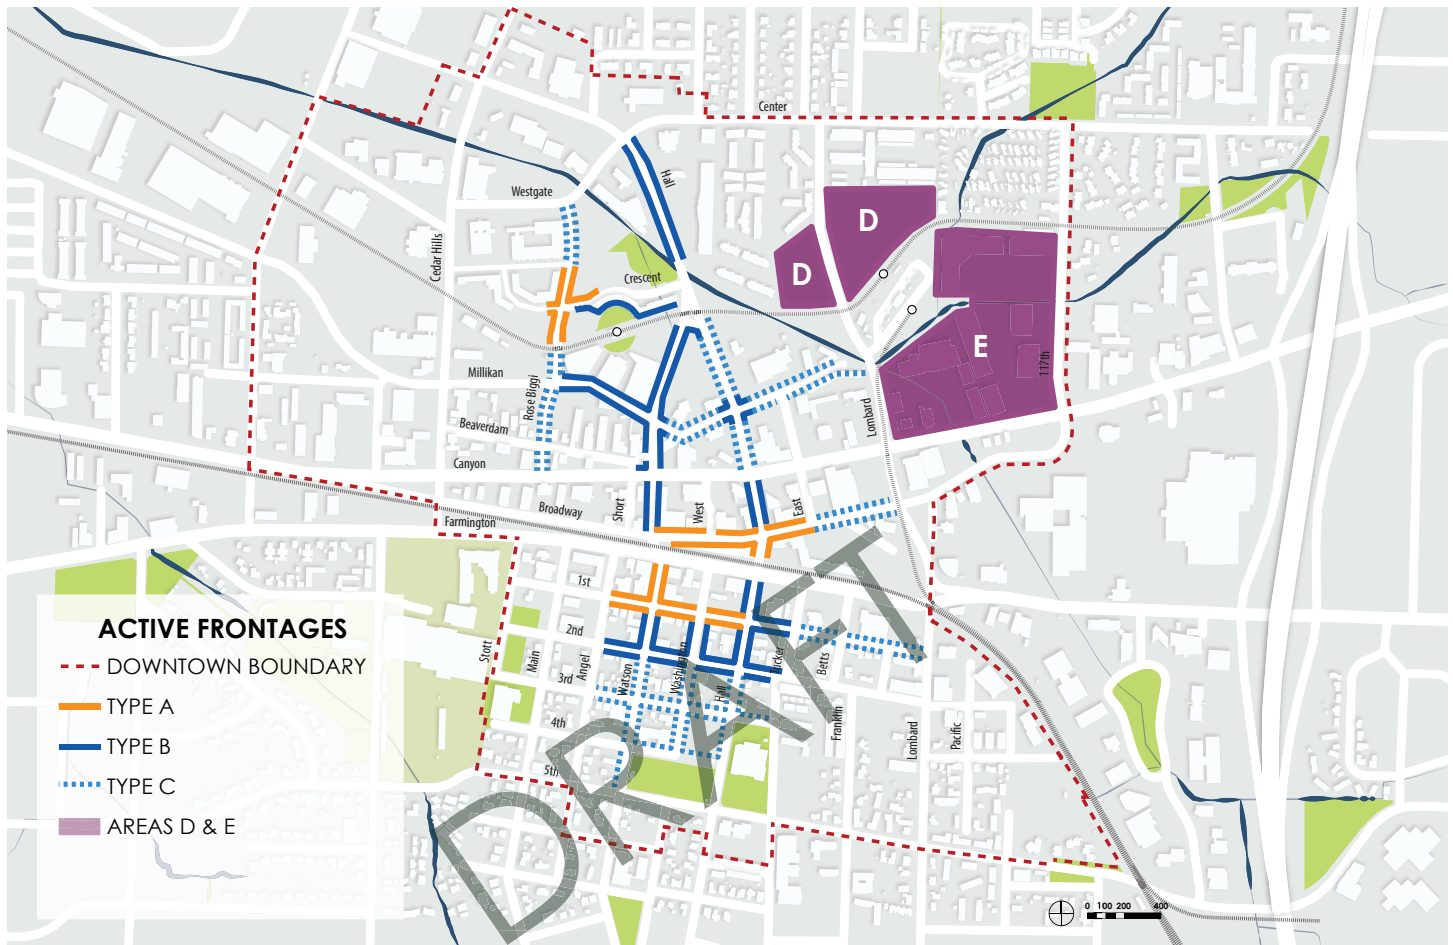 Center
Hall
Westgate
Cedar Hills
Crescent
D
D
E
117th
Millikan
Rose Biggi
Beaverdam
Lombard
Canyon
Short
West
East
Broadway
Farmington
1st
2nd
3rd
4th
5th
Stott
Main
Angel
Watson
Washington
Hall
Tucker
Betts
Franklin
Lombard
Pacific
ACTIVE FRONTAGES
DOWNTOWN BOUNDARY
TYPE A
TYPE B
TYPE C
AREAS D & E
DRAFT
0 100 200 400